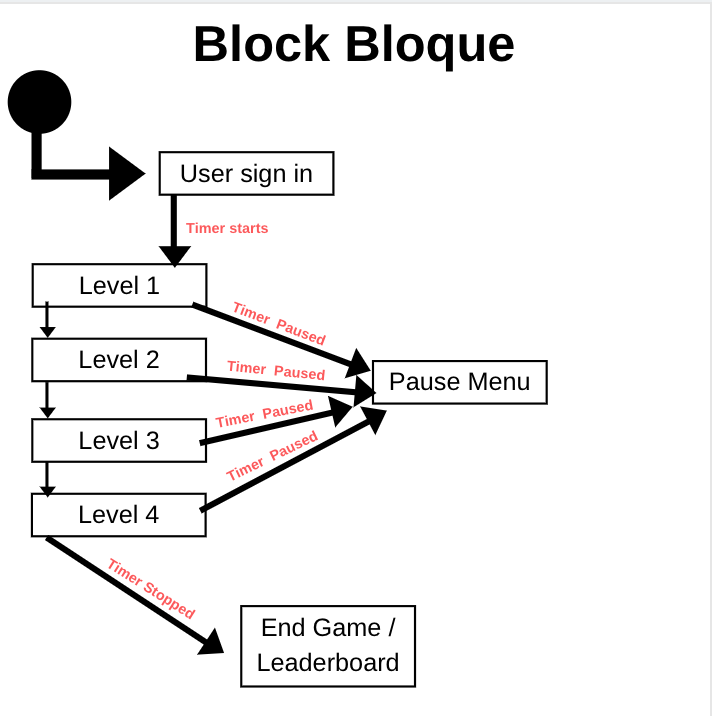 Block Bloque
User sign in
Timer starts
Level 1
Timer Paused
Level 2
Timer Paused
Pause Menu
Timer Paused
Level 3
Timer Paused
Level 4
Timer Stopped
End Game /
Leaderboard